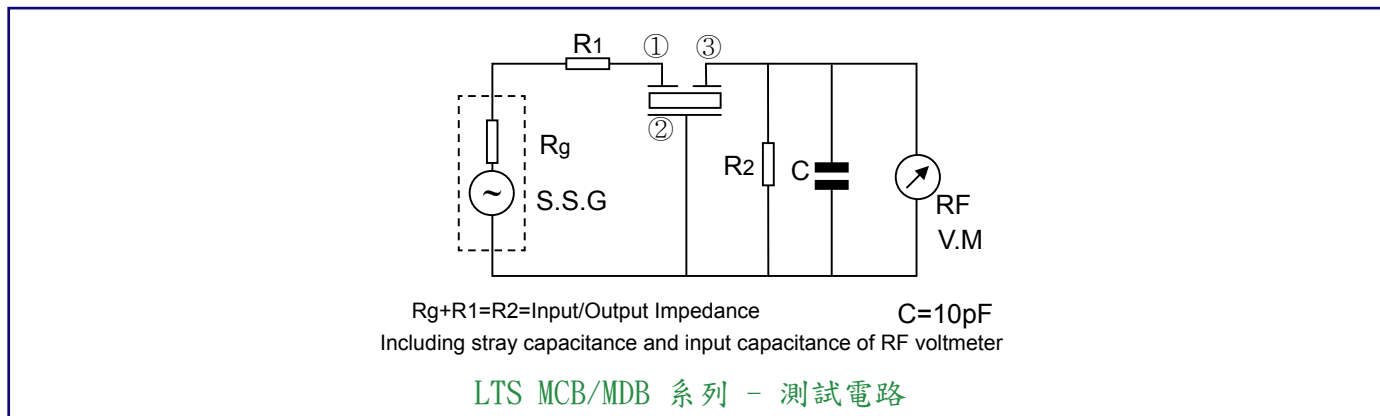 R1
①
③
②
Rg
~
S.S.G
R2
C
RF
V.M
Rg+R1=R2=Input/Output Impedance
C=10pF
Including stray capacitance and input capacitance of RF voltmeter
LTS MCB/MDB 系列 - 測試電路